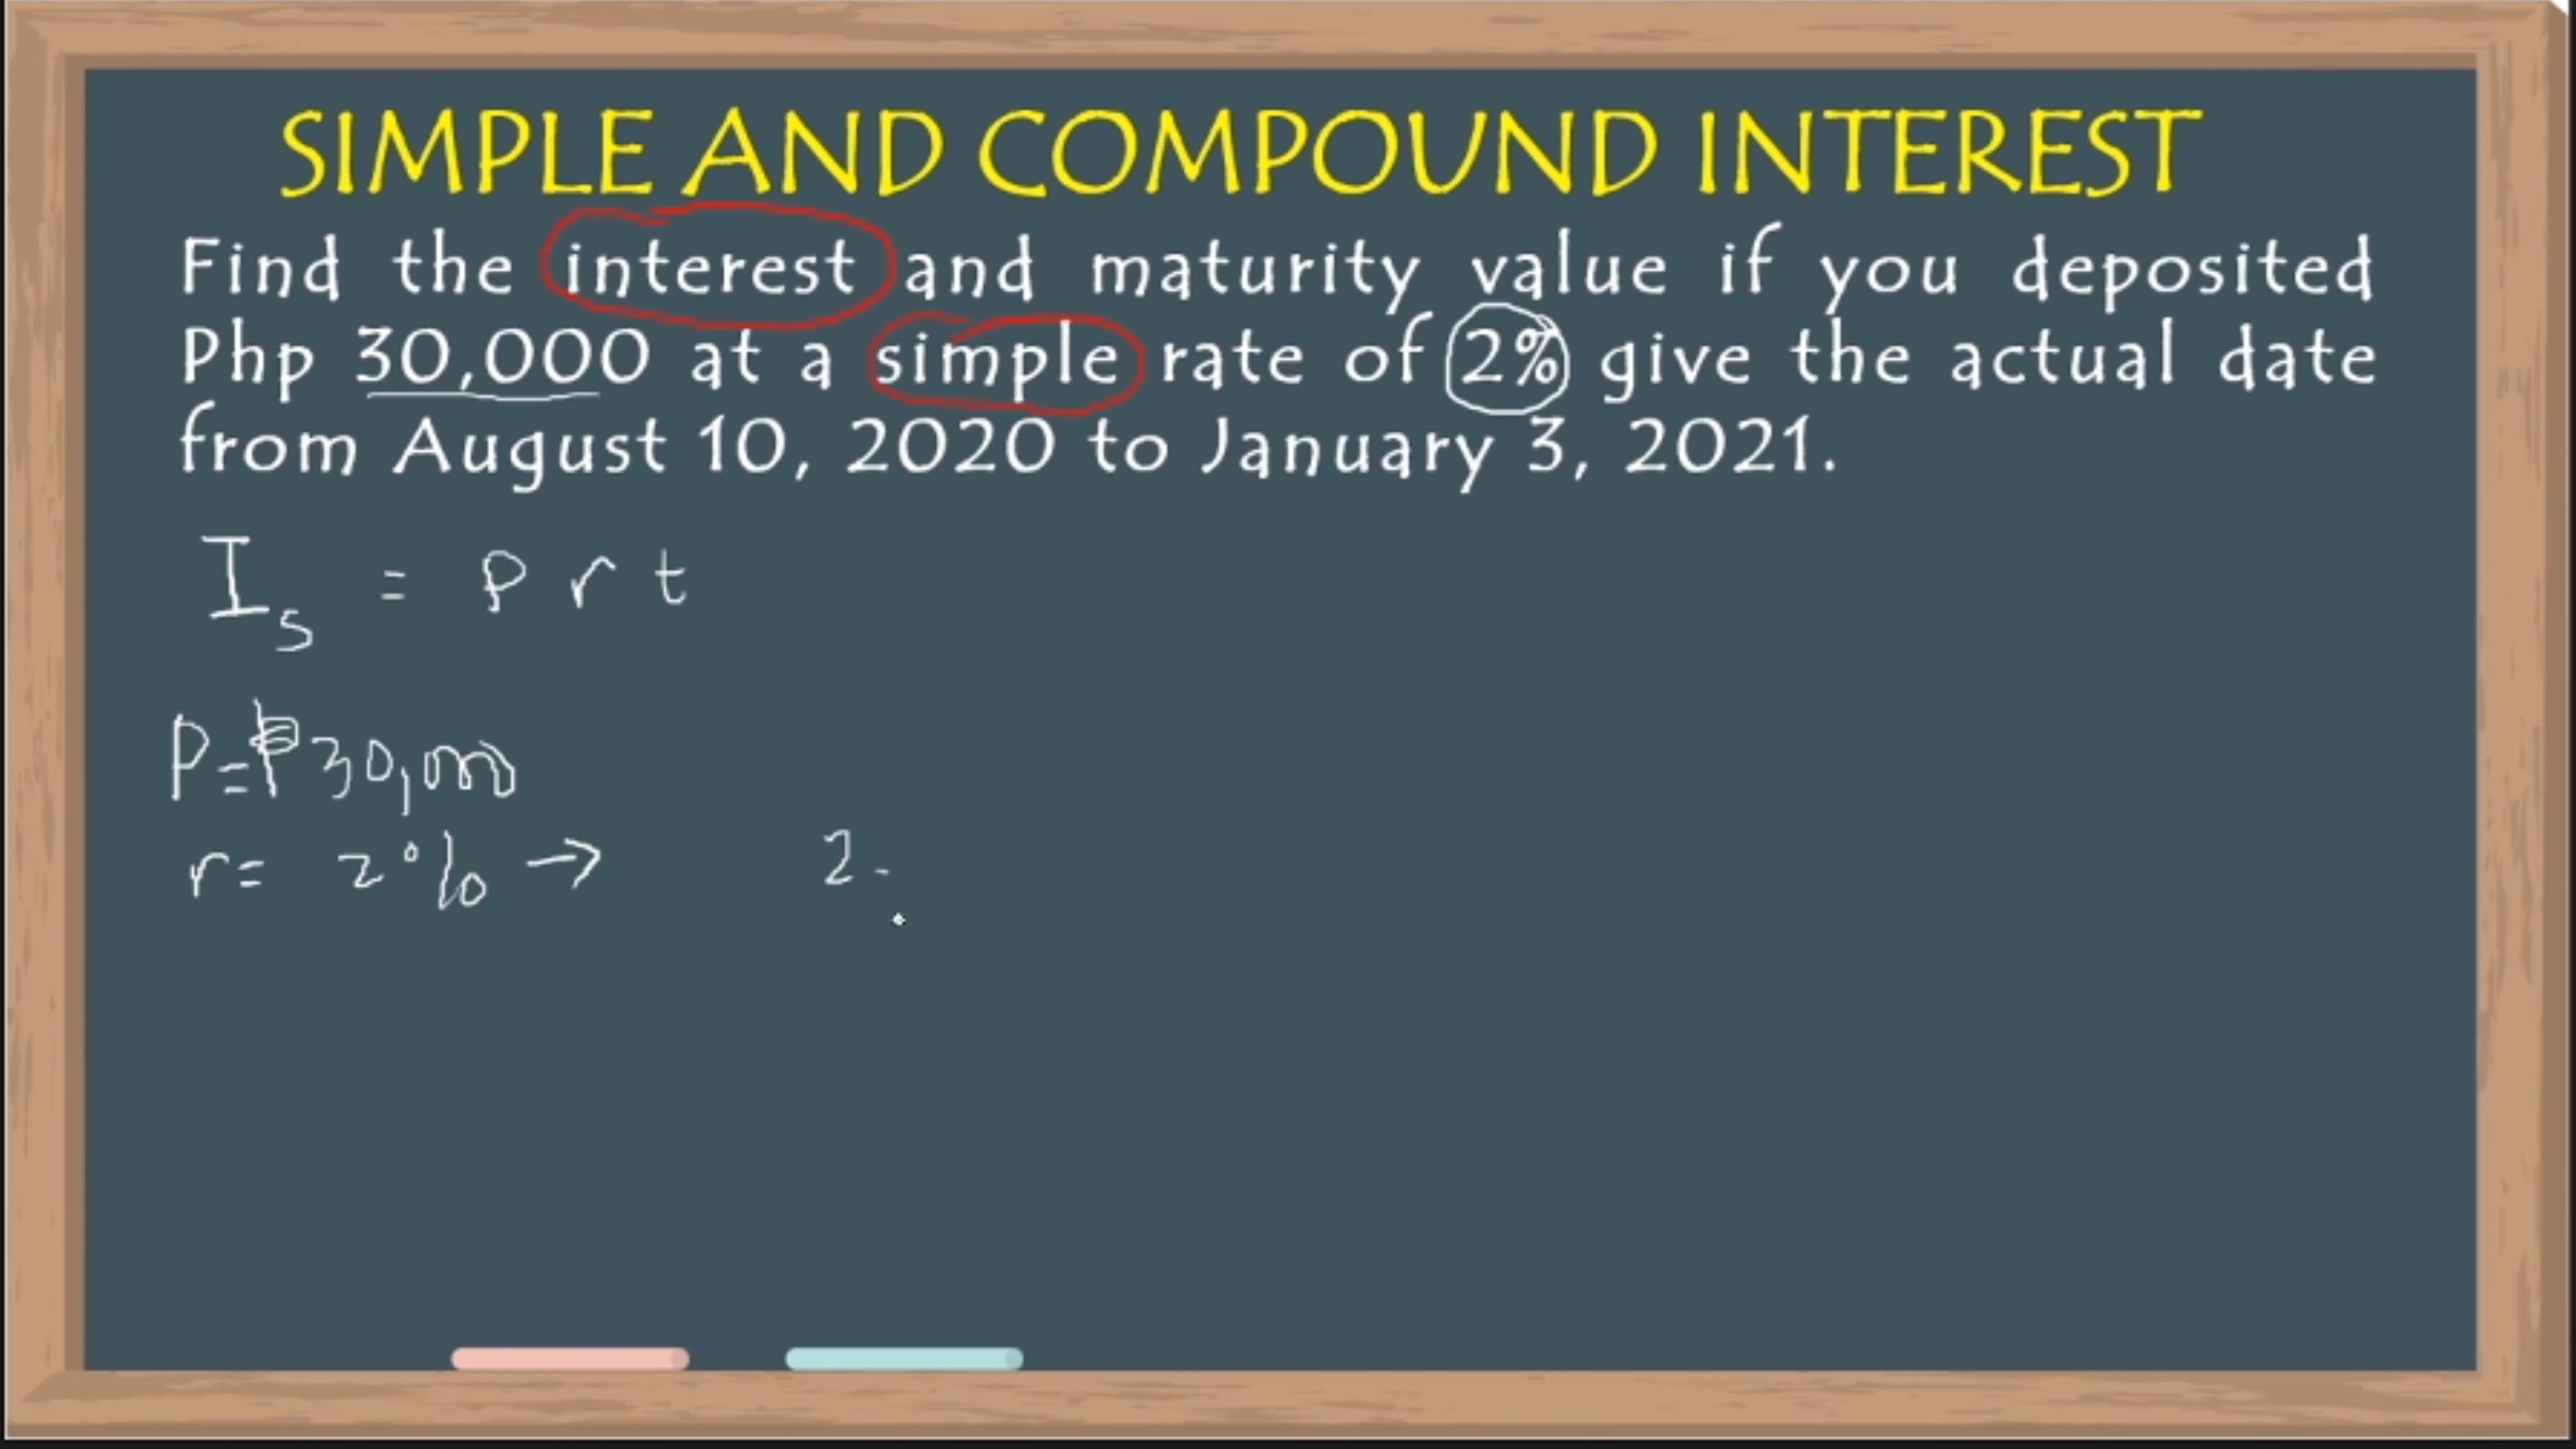 SIMPLE AND COMPOUND INTEREST
Find the interest and maturity value if you deposited
Php 30,000 at a simple rate of 2% give the actual date
from August 10, 2020 to January 3, 2021.
I_s = P r t
P=₱30,000
r= 2% → 2.